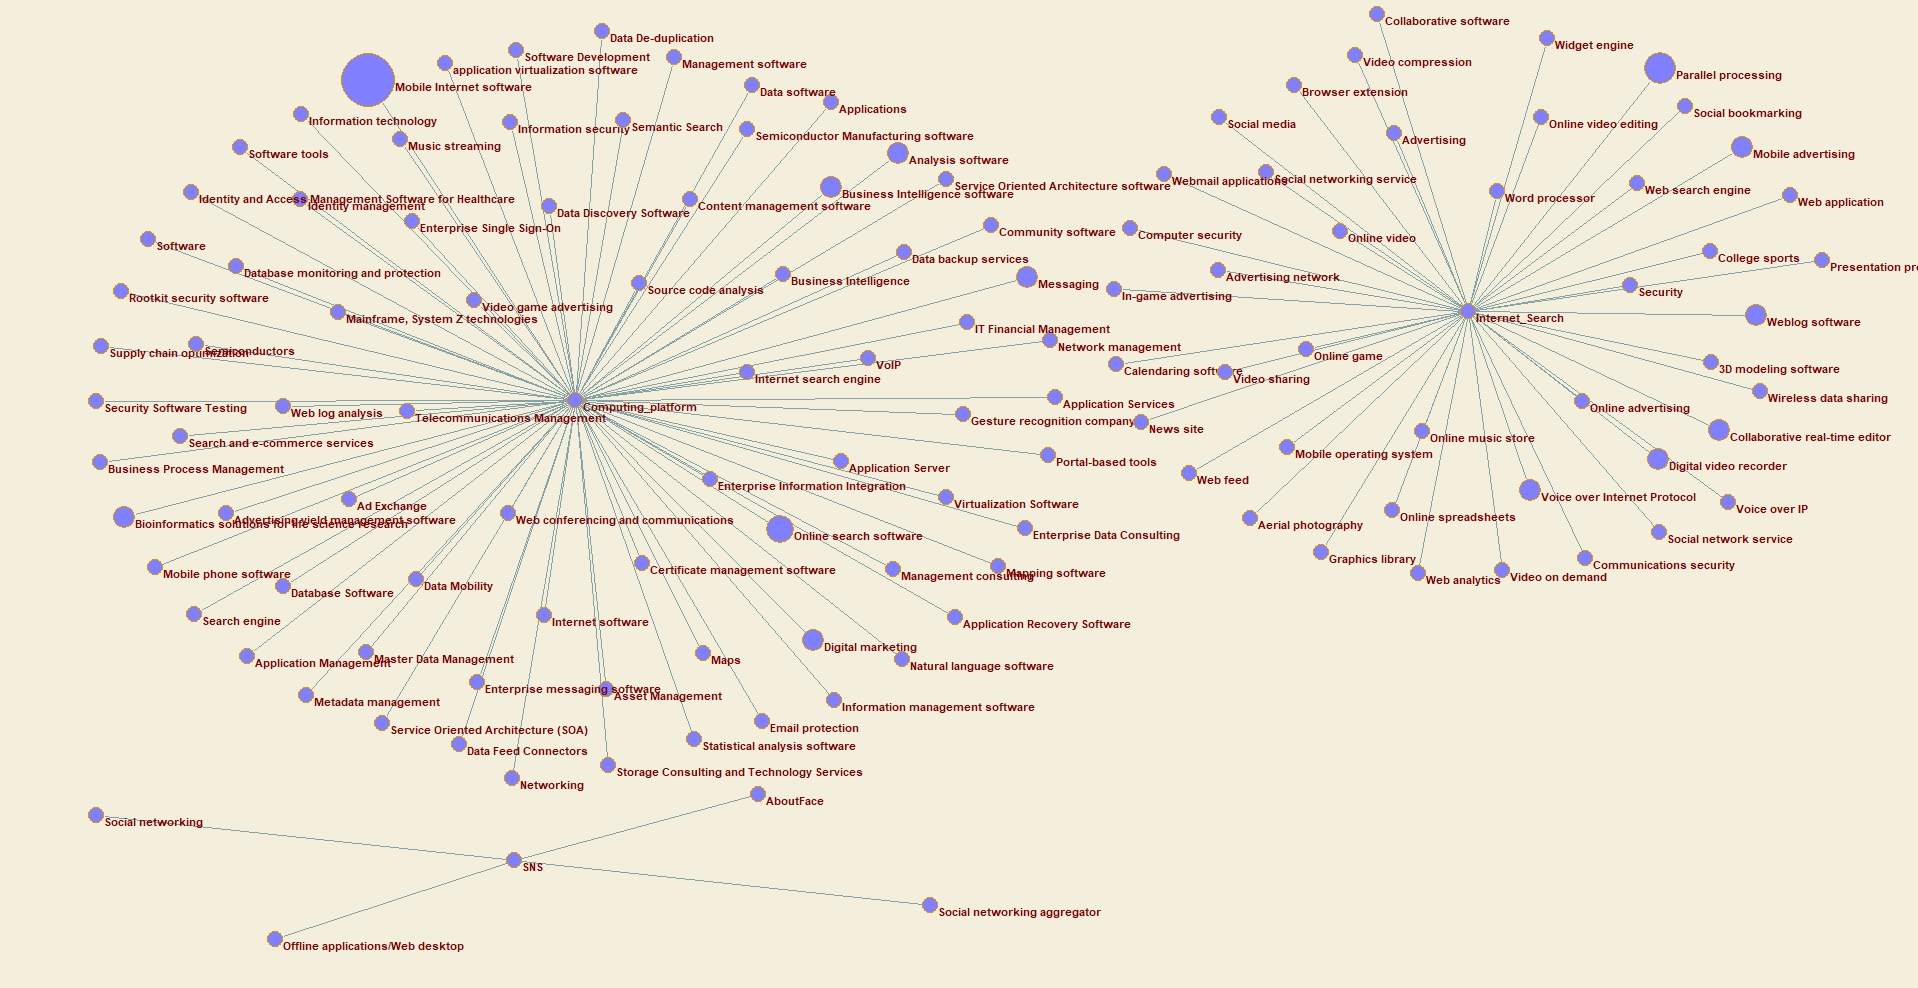 Collaborative software
Data De-duplication
Widget engine
Software Development
Management software
Video compression
application virtualization software
Parallel processing
Mobile Internet software
Data software
Browser extension
Applications
Social bookmarking
Information technology
Social media
Online video editing
Information security
Semantic Search
Semiconductor Manufacturing software
Advertising
Music streaming
Software tools
Analysis software
Mobile advertising
Webmail applications
Social networking service
Service Oriented Architecture software
Business Intelligence software
Web search engine
Identity and Access Management Software for Healthcare
Identity management
Word processor
Web application
Content management software
Data Discovery Software
Enterprise Single Sign-On
Community software
Computer security
Online video
Software
Data backup services
College sports
Presentation pr
Database monitoring and protection
Business Intelligence
Advertising network
Messaging
Source code analysis
Security
Rootkit security software
In-game advertising
Video game advertising
Mainframe, System Z technologies
Internet_Search
Weblog software
IT Financial Management
Network management
Supply chain optimization
Semiconductors
Online game
VoIP
Calendaring software
3D modeling software
Internet search engine
Video sharing
Wireless data sharing
Security Software Testing
Web log analysis
Telecommunications Management
Computing_platform
Application Services
Online advertising
Gesture recognition company
News site
Search and e-commerce services
Online music store
Collaborative real-time editor
Business Process Management
Application Server
Portal-based tools
Mobile operating system
Digital video recorder
Web feed
Enterprise Information Integration
Ad Exchange
Virtualization Software
Voice over Internet Protocol
Voice over IP
Advertising yield management software
Bioinformatics solutions for life science research
Web conferencing and communications
Online search software
Enterprise Data Consulting
Aerial photography
Online spreadsheets
Social network service
Graphics library
Mobile phone software
Certificate management software
Management consulting
Mapping software
Communications security
Database Software
Data Mobility
Web analytics
Video on demand
Search engine
Internet software
Application Recovery Software
Application Management
Master Data Management
Maps
Digital marketing
Natural language software
Metadata management
Enterprise messaging software
Asset Management
Information management software
Service Oriented Architecture (SOA)
Email protection
Data Feed Connectors
Statistical analysis software
Storage Consulting and Technology Services
Networking
AboutFace
Social networking
SNS
Social networking aggregator
Offline applications/Web desktop